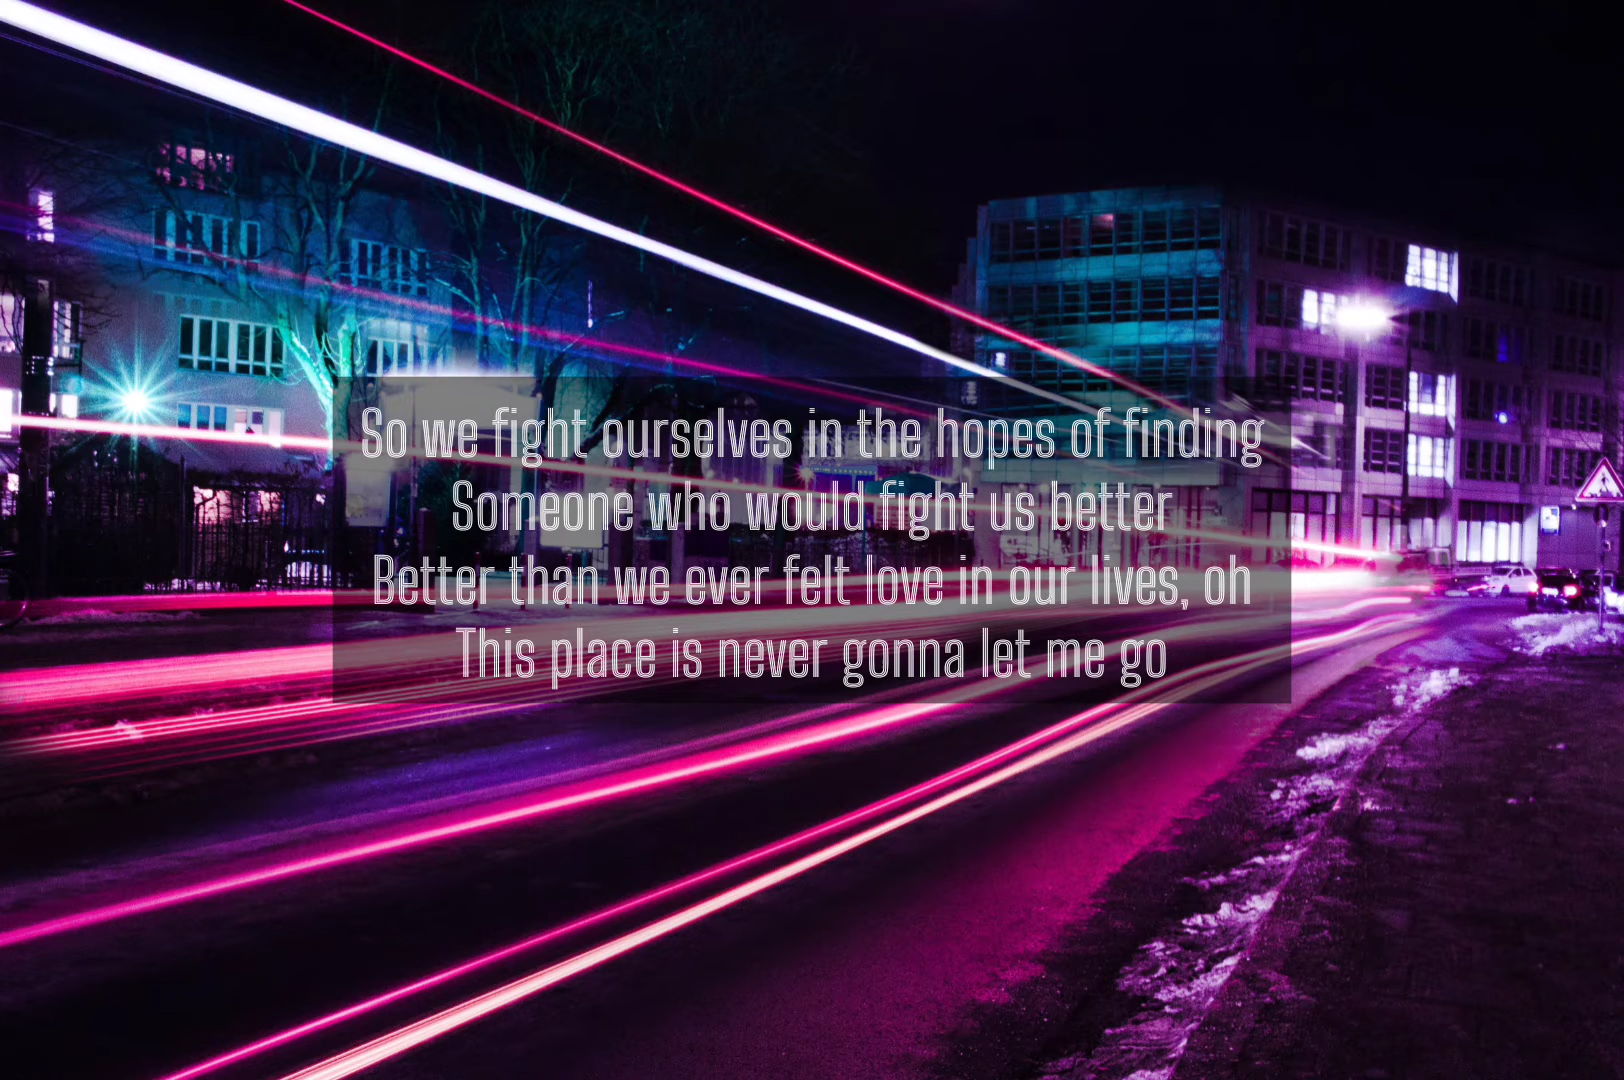 So we fight ourselves in the hopes of finding
Someone who would fight us better
Better than we ever felt love in our lives, oh
This place is never gonna let me go